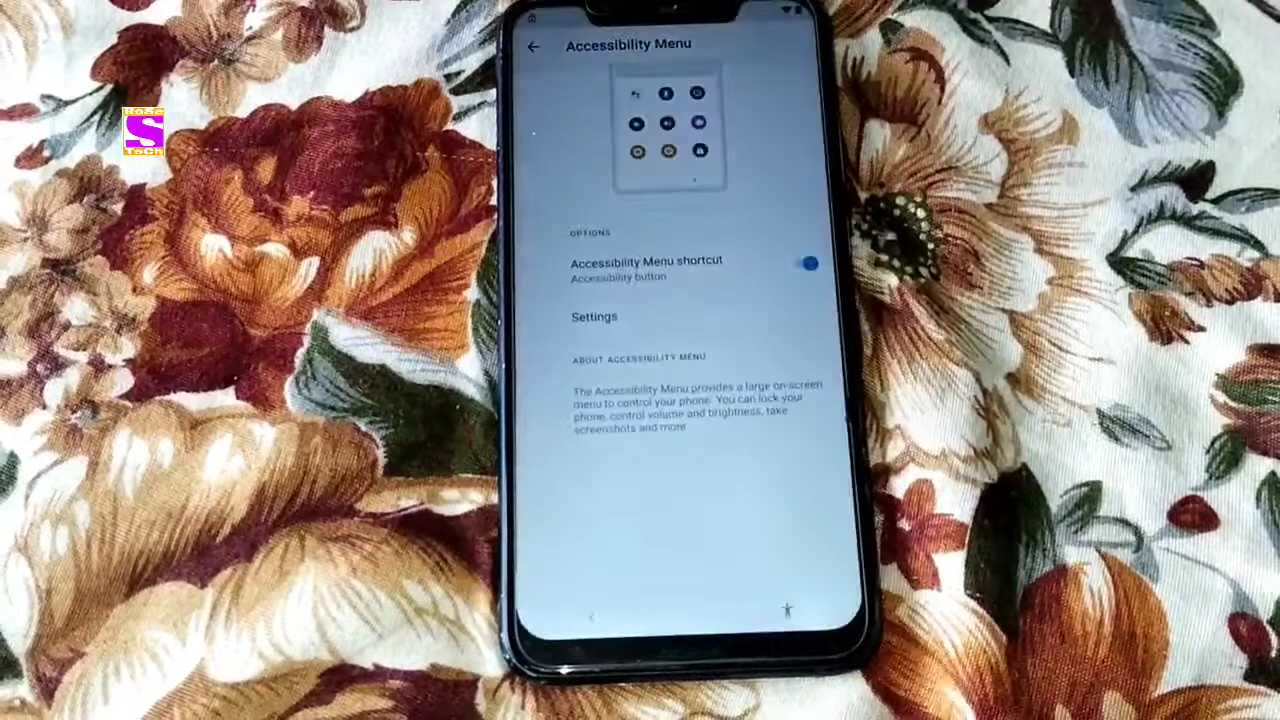 Accessibility Menu
S
OPTIONS
Accessibility Menu shortcut
Accessibility button
Settings
ABOUT ACCESSIBILITY MENU
The Accessibility Menu provides a large on-screen
menu to control your phone. You can lock your
phone, control volume and brightness, take
screenshots and more